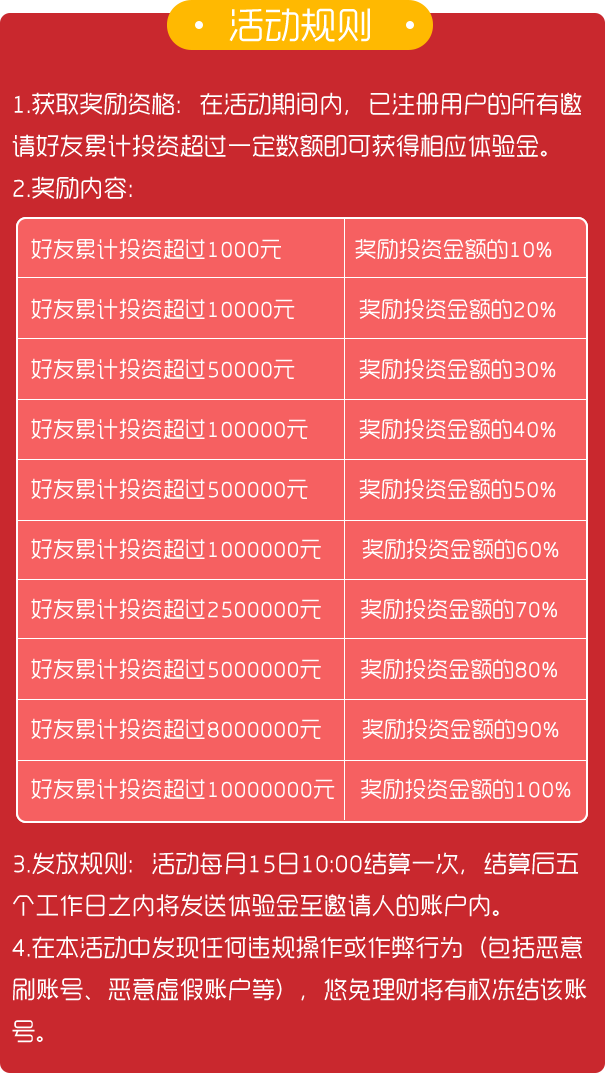 活动规则
1.获取奖励资格：在活动期间内，已注册用户的所有邀
请好友累计投资超过一定数额即可获得相应体验金。
2.奖励内容：
好友累计投资超过1000元 奖励投资金额的10%
好友累计投资超过10000元 奖励投资金额的20%
好友累计投资超过50000元 奖励投资金额的30%
好友累计投资超过100000元 奖励投资金额的40%
好友累计投资超过500000元 奖励投资金额的50%
好友累计投资超过1000000元 奖励投资金额的60%
好友累计投资超过2500000元 奖励投资金额的70%
好友累计投资超过5000000元 奖励投资金额的80%
好友累计投资超过8000000元 奖励投资金额的90%
好友累计投资超过10000000元 奖励投资金额的100%
3.发放规则：活动每月15日10:00结算一次，结算后五
个工作日之内将发送体验金至邀请人的账户内。
4.在本活动中发现任何违规操作或作弊行为（包括恶意
刷账号、恶意虚假账户等），悠兔理财将有权冻结该账
号。